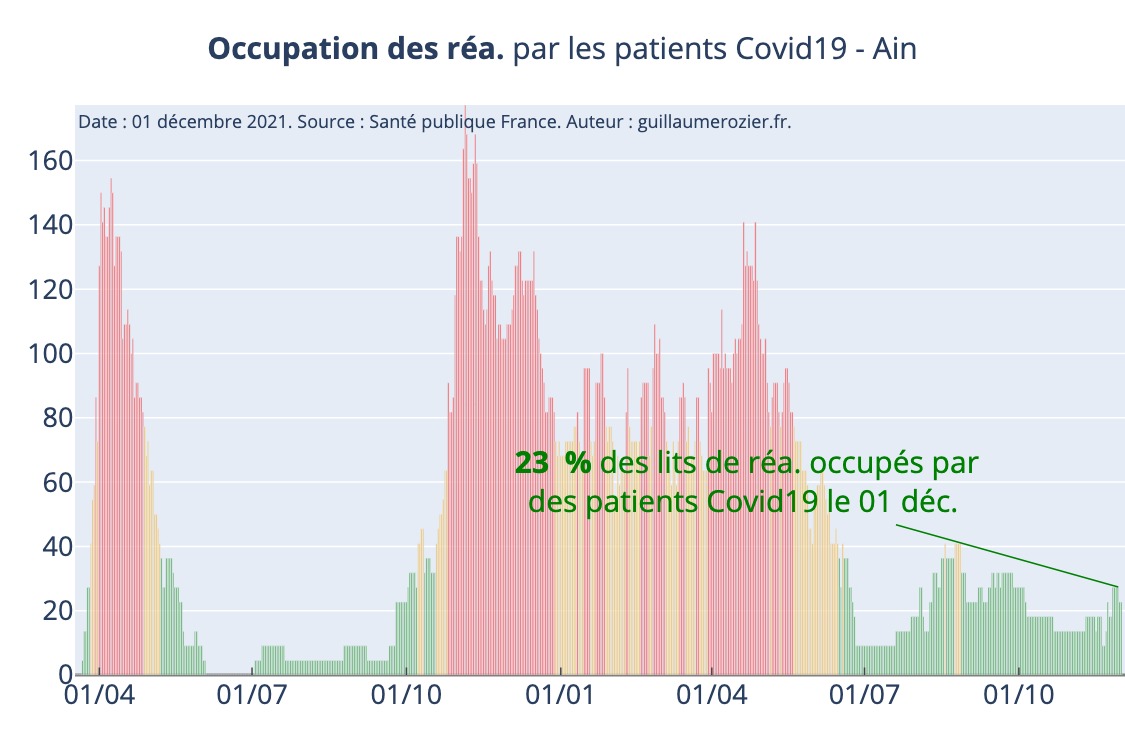 Occupation des réa. par les patients Covid19 - Ain
Date : 01 décembre 2021. Source : Santé publique France. Auteur : guillaumerozier.fr.
160
140
120
100
80
60
40
20
0
23 % des lits de réa. occupés par
des patients Covid19 le 01 déc.
01/04 01/07 01/10 01/01 01/04 01/07 01/10